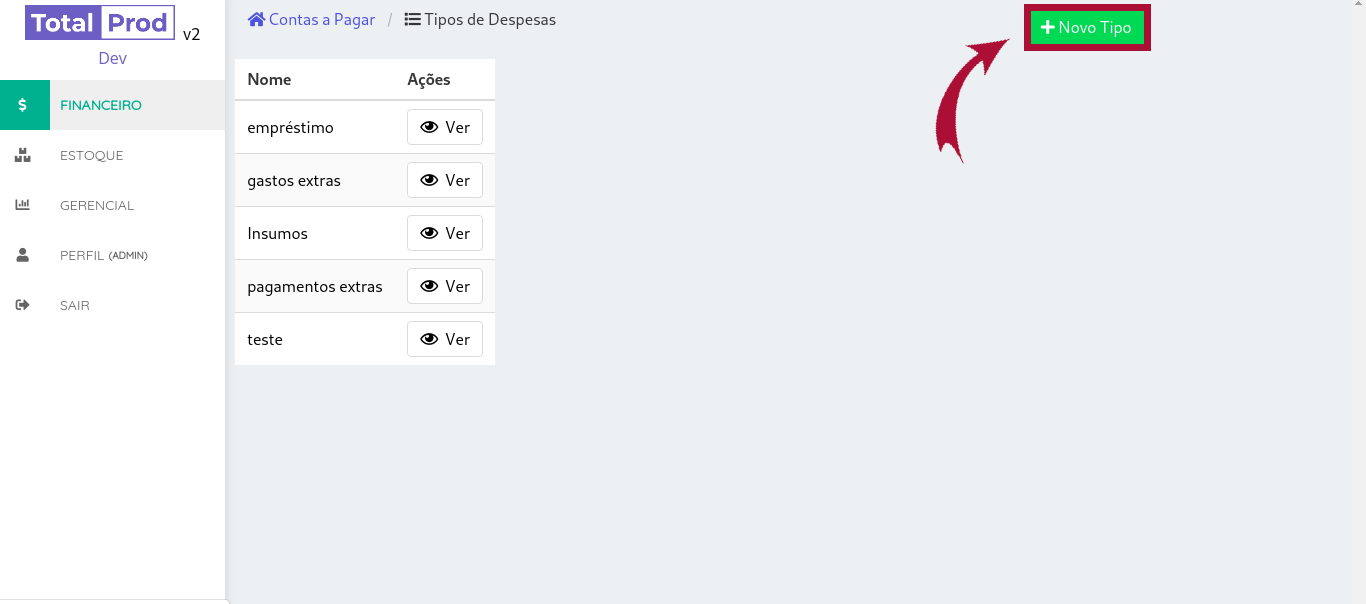 Total Prod v2
Dev
FINANCEIRO
ESTOQUE
GERENCIAL
PERFIL (ADMIN)
SAIR
Contas a Pagar / Tipos de Despesas
Novo Tipo
Nome Ações
empréstimo Ver
gastos extras Ver
Insumos Ver
pagamentos extras Ver
teste Ver